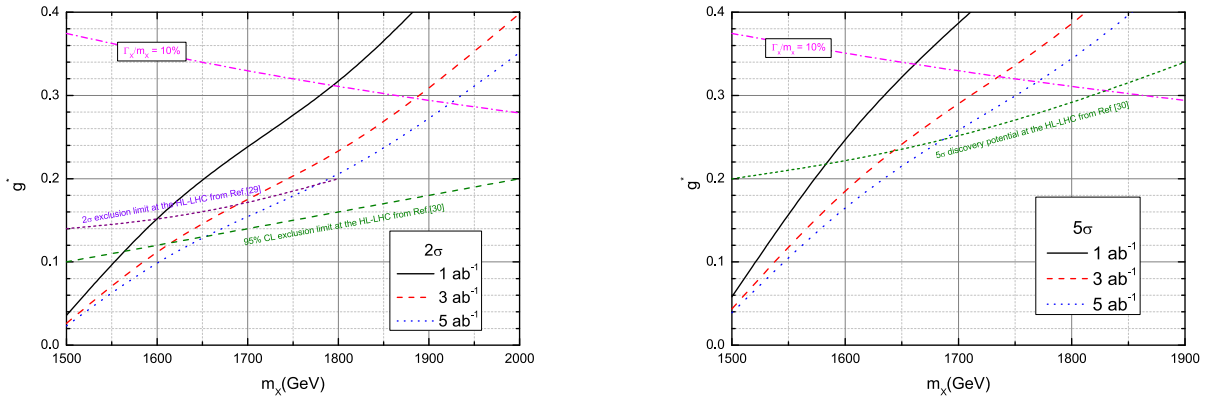 0.4
0.3
0.2
0.1
0.0
g*
ΓX/mX = 10%
2σ exclusion limit at the HL-LHC from Ref.[29]
95% CL exclusion limit at the HL-LHC from Ref.[30]
2σ
1 ab⁻¹
3 ab⁻¹
5 ab⁻¹
1500 1600 1700 1800 1900 2000
mX(GeV)
0.4
0.3
0.2
0.1
0.0
g*
Γx/mx = 10%
5σ discovery potential at the HL-LHC from Ref [30]
5σ
1 ab⁻¹
3 ab⁻¹
5 ab⁻¹
1500 1600 1700 1800 1900
mX(GeV)